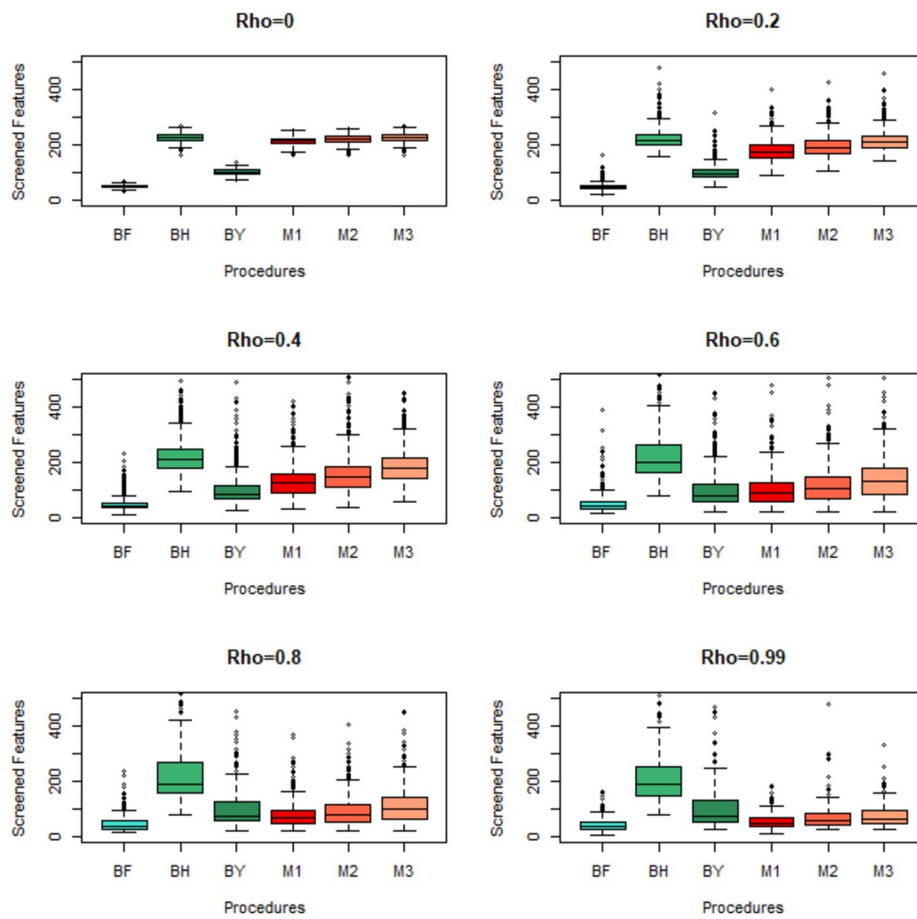 Rho=0
Screened Features
400
200
0
BF BH BY M1 M2 M3
Procedures
Rho=0.2
Screened Features
400
200
0
BF BH BY M1 M2 M3
Procedures
Rho=0.4
Screened Features
400
200
0
BF BH BY M1 M2 M3
Procedures
Rho=0.6
Screened Features
400
200
0
BF BH BY M1 M2 M3
Procedures
Rho=0.8
Screened Features
400
200
0
BF BH BY M1 M2 M3
Procedures
Rho=0.99
Screened Features
400
200
0
BF BH BY M1 M2 M3
Procedures